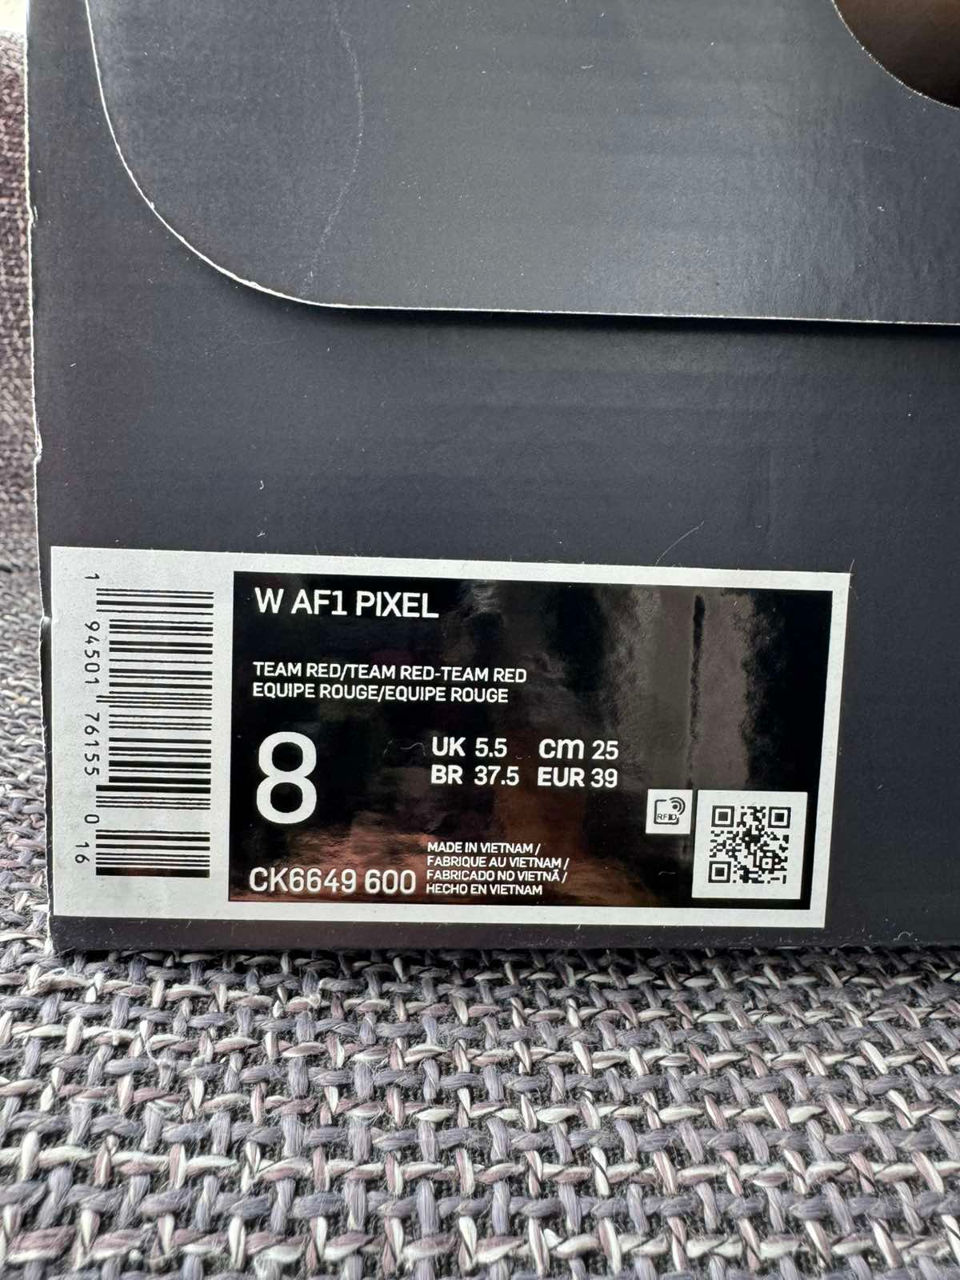 1 94501 76155 0 16
W AF1 PIXEL
TEAM RED/TEAM RED-TEAM RED
EQUIPE ROUGE/EQUIPE ROUGE
8
UK 5.5 cm 25
BR 37.5 EUR 39
RFID
MADE IN VIETNAM /
FABRIQUE AU VIETNAM /
FABRICADO NO VIETNÃ /
HECHO EN VIETNAM
CK6649 600